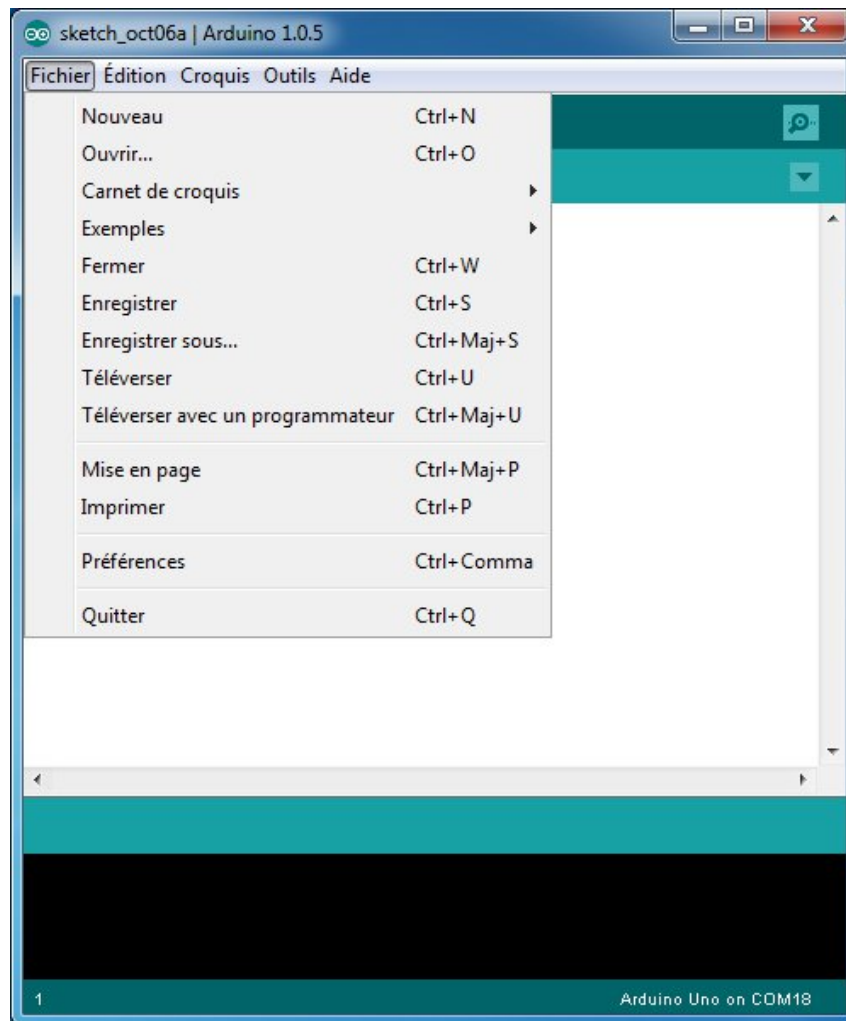 sketch_oct06a | Arduino 1.0.5
Fichier Édition Croquis Outils Aide
Nouveau Ctrl+N
Ouvrir... Ctrl+O
Carnet de croquis
Exemples
Fermer Ctrl+W
Enregistrer Ctrl+S
Enregistrer sous... Ctrl+Maj+S
Téléverser Ctrl+U
Téléverser avec un programmateur Ctrl+Maj+U
Mise en page Ctrl+Maj+P
Imprimer Ctrl+P
Préférences Ctrl+Comma
Quitter Ctrl+Q
1 Arduino Uno on COM18